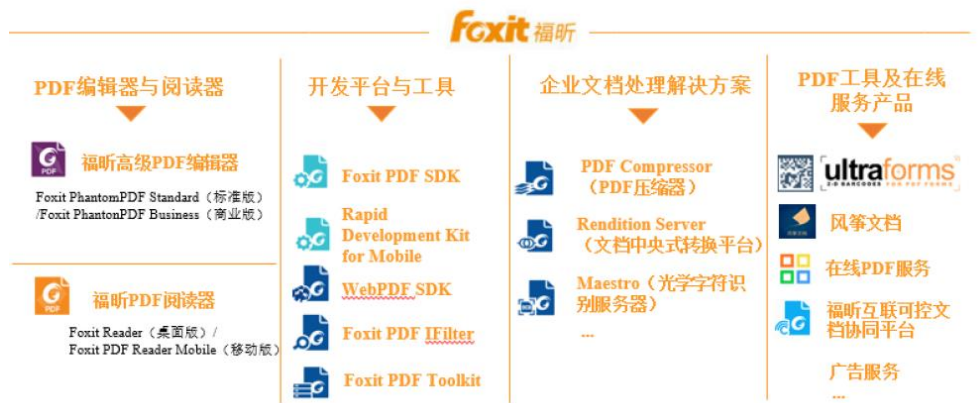 Foxit 福昕
PDF编辑器与阅读器
福昕高级PDF编辑器
Foxit PhantomPDF Standard（标准版）
/Foxit PhantonPDF Business（商业版）
福昕PDF阅读器
Foxit Reader（桌面版）/
Foxit PDF Reader Mobile（移动版）
开发平台与工具
Foxit PDF SDK
Rapid
Development Kit
for Mobile
WebPDF SDK
Foxit PDF IFilter
Foxit PDF Toolkit
企业文档处理解决方案
PDF Compressor
（PDF压缩器）
Rendition Server
（文档中央式转换平台）
Maestro（光学字符识
别服务器）
...
PDF工具及在线
服务产品
ultraforms
2-D BARCODES FOR PDF FORMS
风筝文档
在线PDF服务
福昕互联可控文
档协同平台
广告服务
...